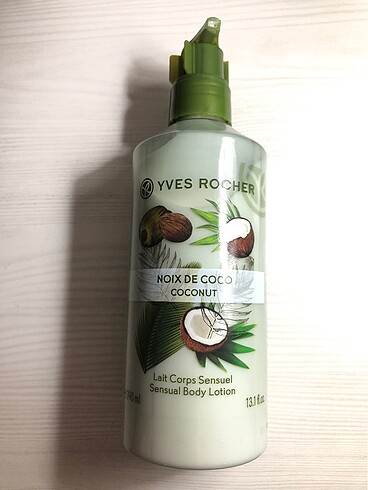 YVES ROCHER
NOIX DE COCO
COCONUT
Lait Corps Sensuel
Sensual Body Lotion
13.1 fl.oz.